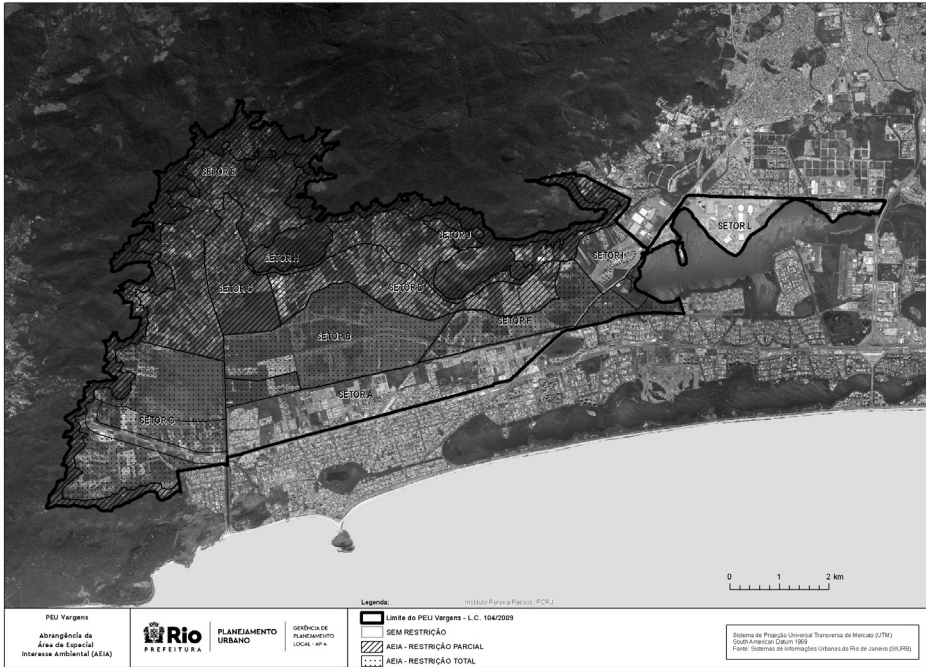 SETOR E
SETOR J
SETOR L
SETOR H
SETOR I
SETOR C
SETOR D
SETOR F
SETOR B
SETOR A
SETOR G
0 1 2 km
Legenda:
Instituto Pereira Passos: PCRJ
Limite do PEU Vargens - L.C. 104/2009
SEM RESTRIÇÃO
AEIA - RESTRIÇÃO PARCIAL
AEIA - RESTRIÇÃO TOTAL
PEU Vargens
Abrangência da
Área de Especial
Interesse Ambiental (AEIA)
Rio
PREFEITURA
PLANEJAMENTO
URBANO
GERÊNCIA DE
PLANEJAMENTO
LOCAL - AP 4
Sistema de Projeção Universal Transversa de Mercato (UTM)
South American Datum 1969
Fonte: Sistemas de Informações Urbanas do Rio de Janeiro (SIURB)